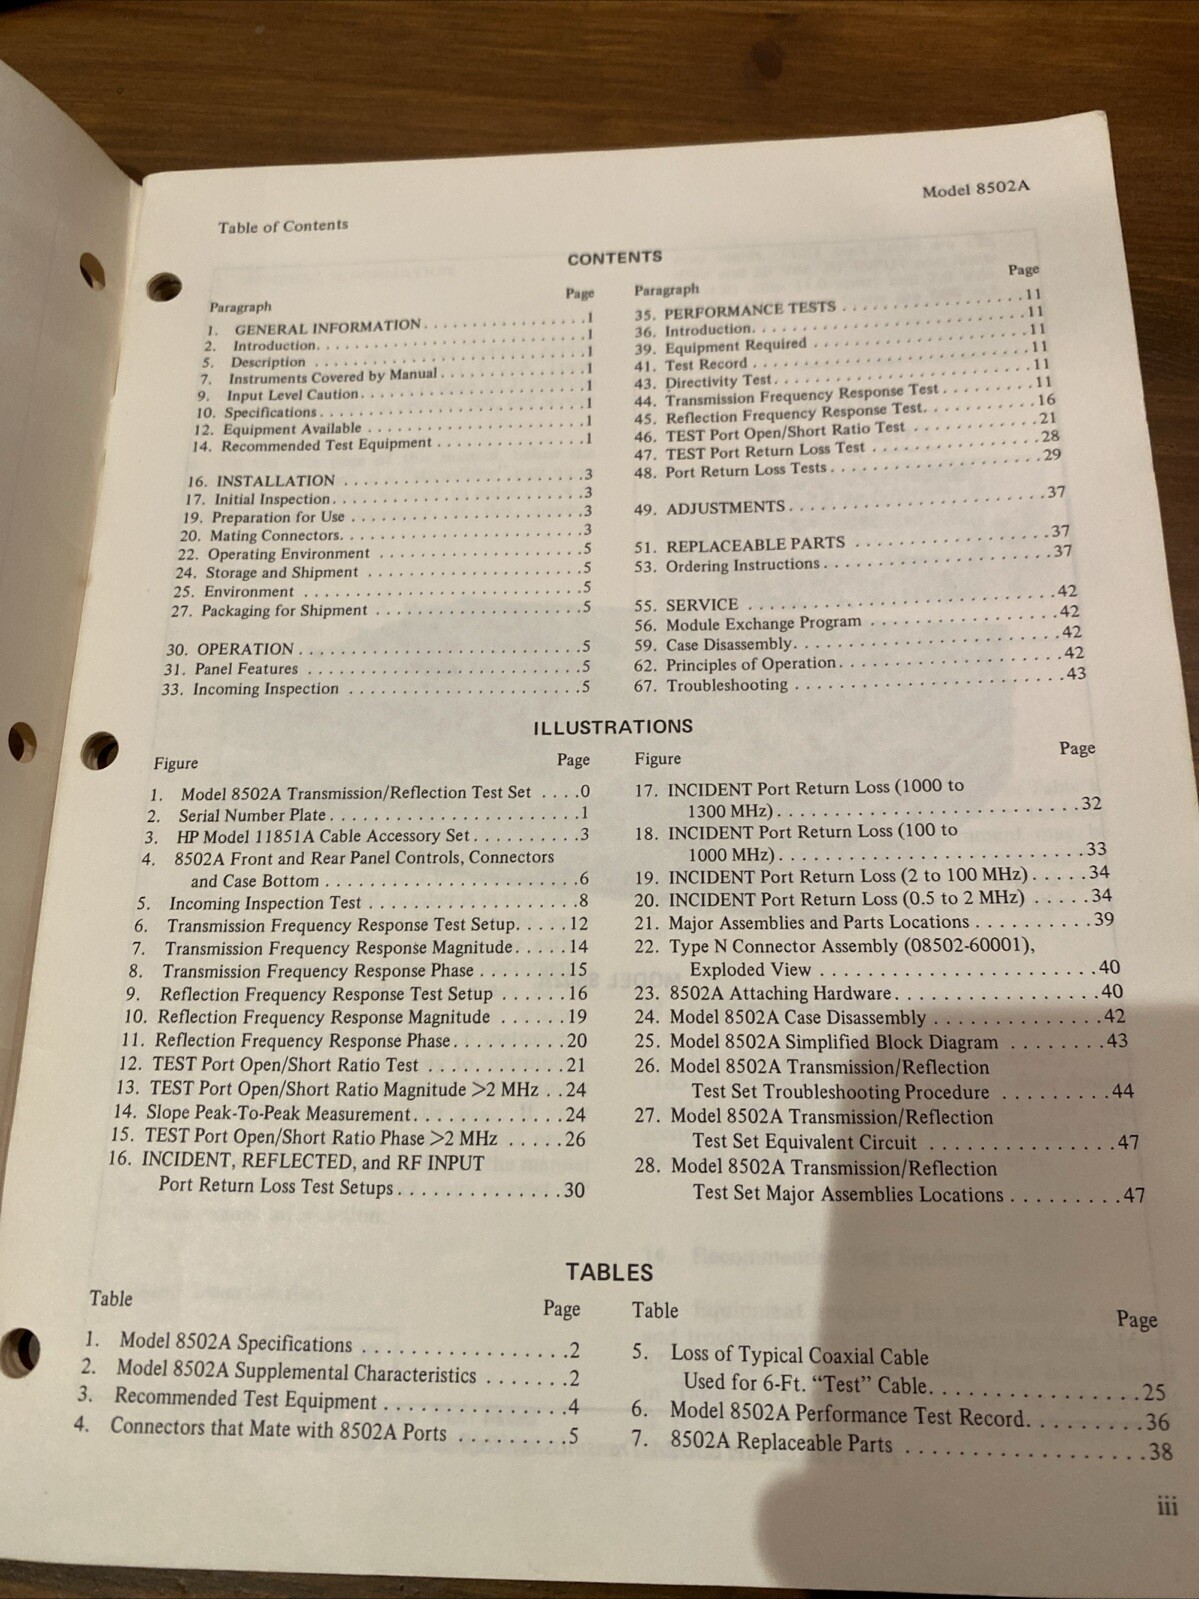 Model 8502A
Table of Contents
CONTENTS
Paragraph Page
1. GENERAL INFORMATION . . . . . . . . . . . . . . . . .1
2. Introduction. . . . . . . . . . . . . . . . . . . . . . . . . .1
5. Description . . . . . . . . . . . . . . . . . . . . . . . . . .1
7. Instruments Covered by Manual . . . . . . . . . . . . . . .1
9. Input Level Caution. . . . . . . . . . . . . . . . . . . . . .1
10. Specifications . . . . . . . . . . . . . . . . . . . . . . . . .1
12. Equipment Available . . . . . . . . . . . . . . . . . . . . .1
14. Recommended Test Equipment . . . . . . . . . . . . . . .1
16. INSTALLATION . . . . . . . . . . . . . . . . . . . . . . . .3
17. Initial Inspection. . . . . . . . . . . . . . . . . . . . . . . .3
19. Preparation for Use . . . . . . . . . . . . . . . . . . . . . .3
20. Mating Connectors. . . . . . . . . . . . . . . . . . . . . . .3
22. Operating Environment . . . . . . . . . . . . . . . . . . .5
24. Storage and Shipment . . . . . . . . . . . . . . . . . . . .5
25. Environment . . . . . . . . . . . . . . . . . . . . . . . . . .5
27. Packaging for Shipment . . . . . . . . . . . . . . . . . . .5
30. OPERATION . . . . . . . . . . . . . . . . . . . . . . . . . .5
31. Panel Features . . . . . . . . . . . . . . . . . . . . . . . . .5
33. Incoming Inspection . . . . . . . . . . . . . . . . . . . . .5
Paragraph Page
35. PERFORMANCE TESTS . . . . . . . . . . . . . . . . . .11
36. Introduction. . . . . . . . . . . . . . . . . . . . . . . . . .11
39. Equipment Required . . . . . . . . . . . . . . . . . . . .11
41. Test Record . . . . . . . . . . . . . . . . . . . . . . . . . .11
43. Directivity Test. . . . . . . . . . . . . . . . . . . . . . . .11
44. Transmission Frequency Response Test . . . . . . . . .11
45. Reflection Frequency Response Test. . . . . . . . . . .16
46. TEST Port Open/Short Ratio Test . . . . . . . . . . . .21
47. TEST Port Return Loss Test . . . . . . . . . . . . . . . .28
48. Port Return Loss Tests . . . . . . . . . . . . . . . . . . .29
49. ADJUSTMENTS . . . . . . . . . . . . . . . . . . . . . . .37
51. REPLACEABLE PARTS . . . . . . . . . . . . . . . . . .37
53. Ordering Instructions . . . . . . . . . . . . . . . . . . . .37
55. SERVICE . . . . . . . . . . . . . . . . . . . . . . . . . . . .42
56. Module Exchange Program . . . . . . . . . . . . . . . .42
59. Case Disassembly. . . . . . . . . . . . . . . . . . . . . . .42
62. Principles of Operation . . . . . . . . . . . . . . . . . . .42
67. Troubleshooting . . . . . . . . . . . . . . . . . . . . . . .43
ILLUSTRATIONS
Figure Page
1. Model 8502A Transmission/Reflection Test Set . . . .0
2. Serial Number Plate . . . . . . . . . . . . . . . . . . . . . .1
3. HP Model 11851A Cable Accessory Set . . . . . . . . . .3
4. 8502A Front and Rear Panel Controls, Connectors
and Case Bottom . . . . . . . . . . . . . . . . . . . . . .6
5. Incoming Inspection Test . . . . . . . . . . . . . . . . . .8
6. Transmission Frequency Response Test Setup. . . . . 12
7. Transmission Frequency Response Magnitude. . . . . 14
8. Transmission Frequency Response Phase . . . . . . . . 15
9. Reflection Frequency Response Test Setup . . . . . . 16
10. Reflection Frequency Response Magnitude . . . . . . 19
11. Reflection Frequency Response Phase. . . . . . . . . . 20
12. TEST Port Open/Short Ratio Test . . . . . . . . . . . . 21
13. TEST Port Open/Short Ratio Magnitude >2 MHz . . 24
14. Slope Peak-To-Peak Measurement. . . . . . . . . . . . . 24
15. TEST Port Open/Short Ratio Phase >2 MHz . . . . . 26
16. INCIDENT, REFLECTED, and RF INPUT
Port Return Loss Test Setups . . . . . . . . . . . . . . 30
Figure Page
17. INCIDENT Port Return Loss (1000 to
1300 MHz) . . . . . . . . . . . . . . . . . . . . . . . . . 32
18. INCIDENT Port Return Loss (100 to
1000 MHz) . . . . . . . . . . . . . . . . . . . . . . . . . 33
19. INCIDENT Port Return Loss (2 to 100 MHz) . . . . . 34
20. INCIDENT Port Return Loss (0.5 to 2 MHz) . . . . . 34
21. Major Assemblies and Parts Locations . . . . . . . . . . 39
22. Type N Connector Assembly (08502-60001),
Exploded View . . . . . . . . . . . . . . . . . . . . . . . 40
23. 8502A Attaching Hardware. . . . . . . . . . . . . . . . . 40
24. Model 8502A Case Disassembly . . . . . . . . . . . . . . 42
25. Model 8502A Simplified Block Diagram . . . . . . . . 43
26. Model 8502A Transmission/Reflection
Test Set Troubleshooting Procedure . . . . . . . . . 44
27. Model 8502A Transmission/Reflection
Test Set Equivalent Circuit . . . . . . . . . . . . . . . 47
28. Model 8502A Transmission/Reflection
Test Set Major Assemblies Locations . . . . . . . . . 47
TABLES
Table Page
1. Model 8502A Specifications . . . . . . . . . . . . . . . . .2
2. Model 8502A Supplemental Characteristics . . . . . . .2
3. Recommended Test Equipment . . . . . . . . . . . . . . .4
4. Connectors that Mate with 8502A Ports . . . . . . . . .5
Table Page
5. Loss of Typical Coaxial Cable
Used for 6-Ft. “Test” Cable. . . . . . . . . . . . . . . . 25
6. Model 8502A Performance Test Record. . . . . . . . . 36
7. 8502A Replaceable Parts . . . . . . . . . . . . . . . . . . 38
iii